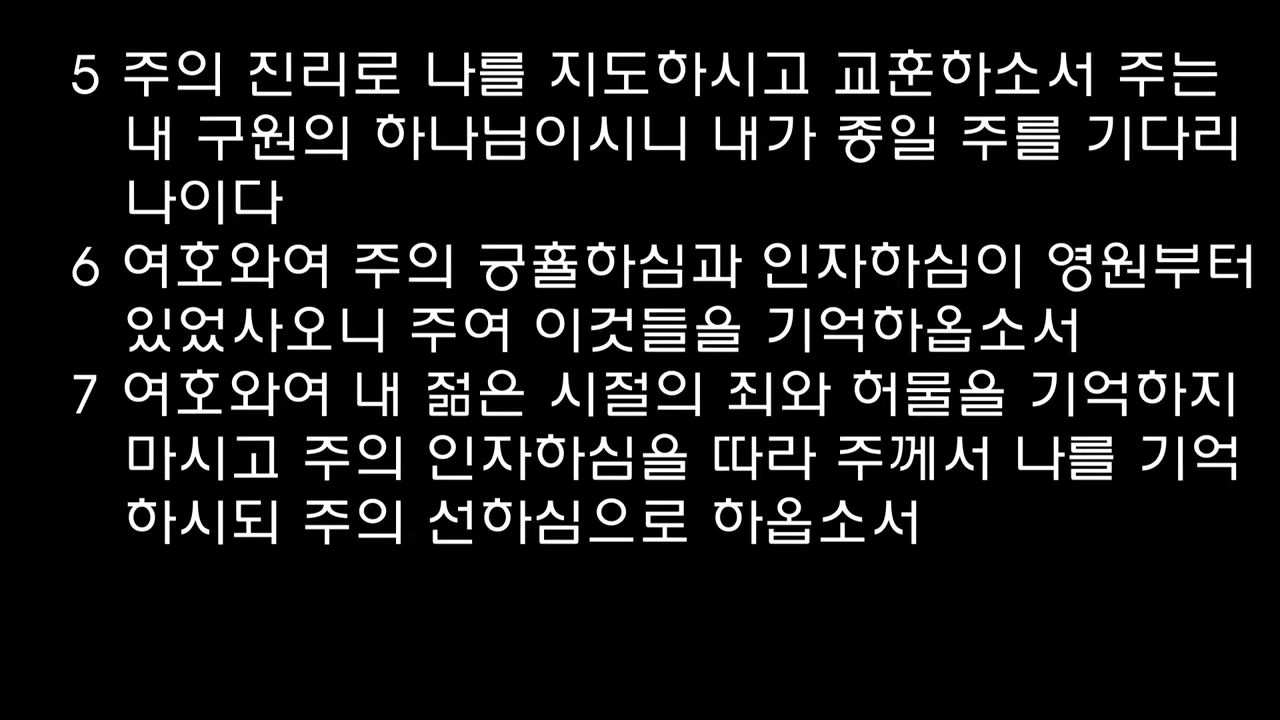 5 주의 진리로 나를 지도하시고 교훈하소서 주는
내 구원의 하나님이시니 내가 종일 주를 기다리
나이다
6 여호와여 주의 긍휼하심과 인자하심이 영원부터
있었사오니 주여 이것들을 기억하옵소서
7 여호와여 내 젊은 시절의 죄와 허물을 기억하지
마시고 주의 인자하심을 따라 주께서 나를 기억
하시되 주의 선하심으로 하옵소서